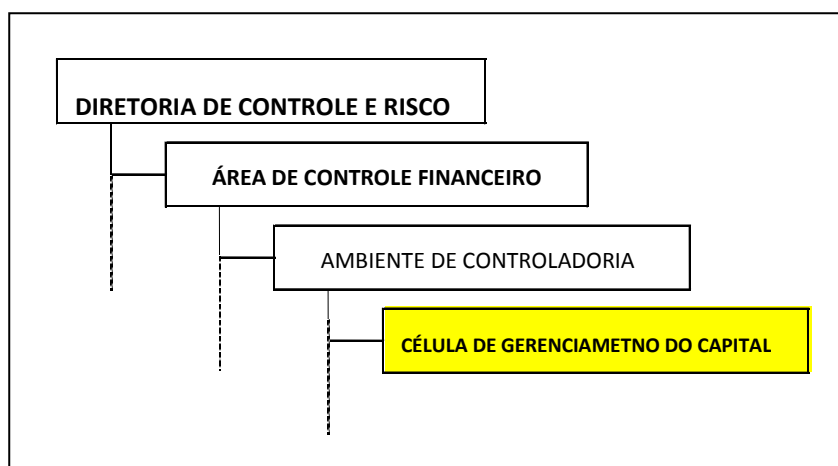 DIRETORIA DE CONTROLE E RISCO
ÁREA DE CONTROLE FINANCEIRO
AMBIENTE DE CONTROLADORIA
CÉLULA DE GERENCIAMETNO DO CAPITAL